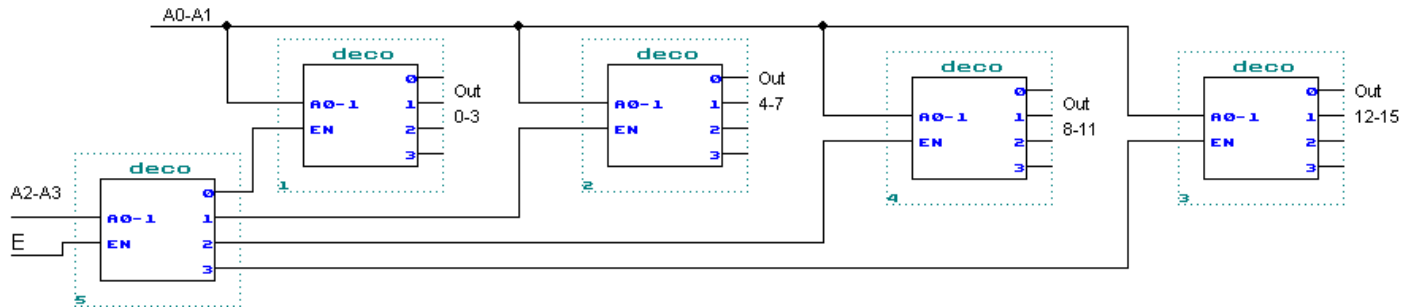 A0-A1
deco
0
A0-1 1
EN 2
3
Out
0-3
1
deco
0
A0-1 1
EN 2
3
Out
4-7
2
deco
0
A0-1 1
EN 2
3
Out
8-11
4
deco
0
A0-1 1
EN 2
3
Out
12-15
3
A2-A3
E
deco
0
A0-1 1
EN 2
3
5